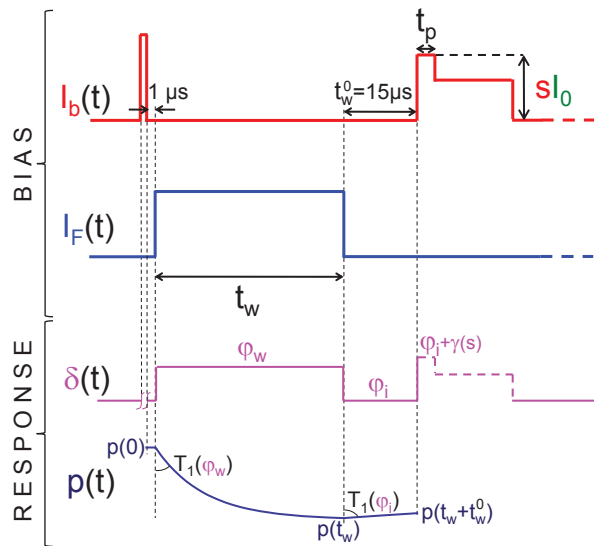 t_p
1 μs
t_w^0=15μs
sI_0
I_b(t)
BIAS
I_F(t)
t_w
φ_w
φ_i+γ(s)
δ(t)
φ_i
RESPONSE
p(0)
T_1(φ_w)
T_1(φ_i)
p(t)
p(t_w)
p(t_w+t_w^0)